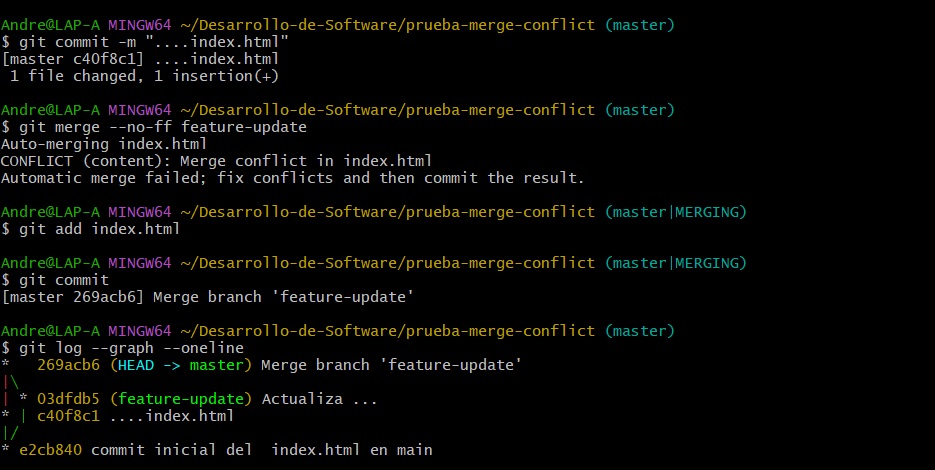 Andre@LAP-A MINGW64 ~/Desarrollo-de-Software/prueba-merge-conflict (master)
$ git commit -m "....index.html"
[master c40f8c1] ....index.html
 1 file changed, 1 insertion(+)

Andre@LAP-A MINGW64 ~/Desarrollo-de-Software/prueba-merge-conflict (master)
$ git merge --no-ff feature-update
Auto-merging index.html
CONFLICT (content): Merge conflict in index.html
Automatic merge failed; fix conflicts and then commit the result.

Andre@LAP-A MINGW64 ~/Desarrollo-de-Software/prueba-merge-conflict (master|MERGING)
$ git add index.html

Andre@LAP-A MINGW64 ~/Desarrollo-de-Software/prueba-merge-conflict (master|MERGING)
$ git commit
[master 269acb6] Merge branch 'feature-update'

Andre@LAP-A MINGW64 ~/Desarrollo-de-Software/prueba-merge-conflict (master)
$ git log --graph --oneline
*   269acb6 (HEAD -> master) Merge branch 'feature-update'
|\
| * 03dfdb5 (feature-update) Actualiza ...
* | c40f8c1 ....index.html
|/
* e2cb840 commit inicial del  index.html en main